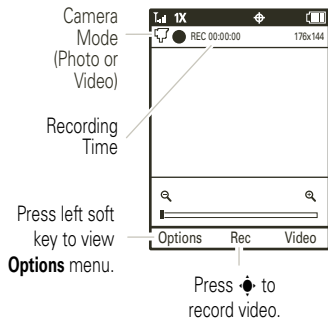 Camera
Mode
(Photo or
Video)
1X
REC 00:00:00
176x144
Recording
Time
Press left soft
key to view
Options menu.
Options Rec Video
Press to
record video.